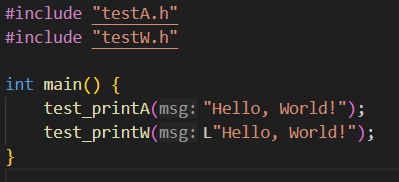 #include "testA.h"
#include "testW.h"
int main() {
test_printA(msg: "Hello, World!");
test_printW(msg: L"Hello, World!");
}